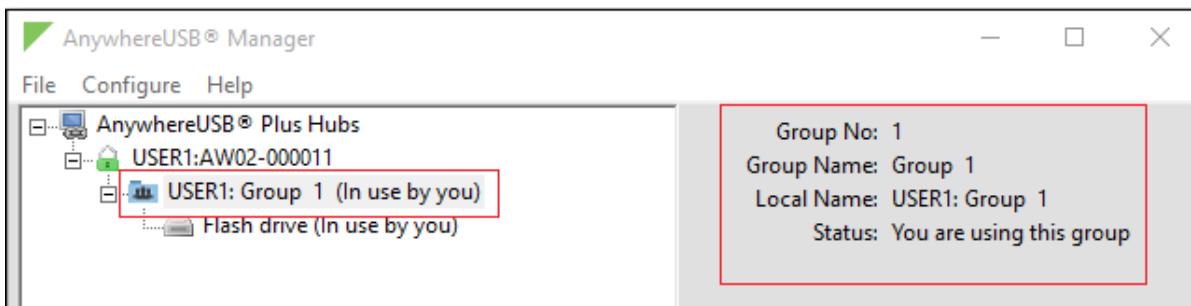 AnywhereUSB® Manager
File Configure Help
AnywhereUSB® Plus Hubs
USER1:AW02-000011
USER1: Group 1 (In use by you)
Flash drive (In use by you)
Group No: 1
Group Name: Group 1
Local Name: USER1: Group 1
Status: You are using this group